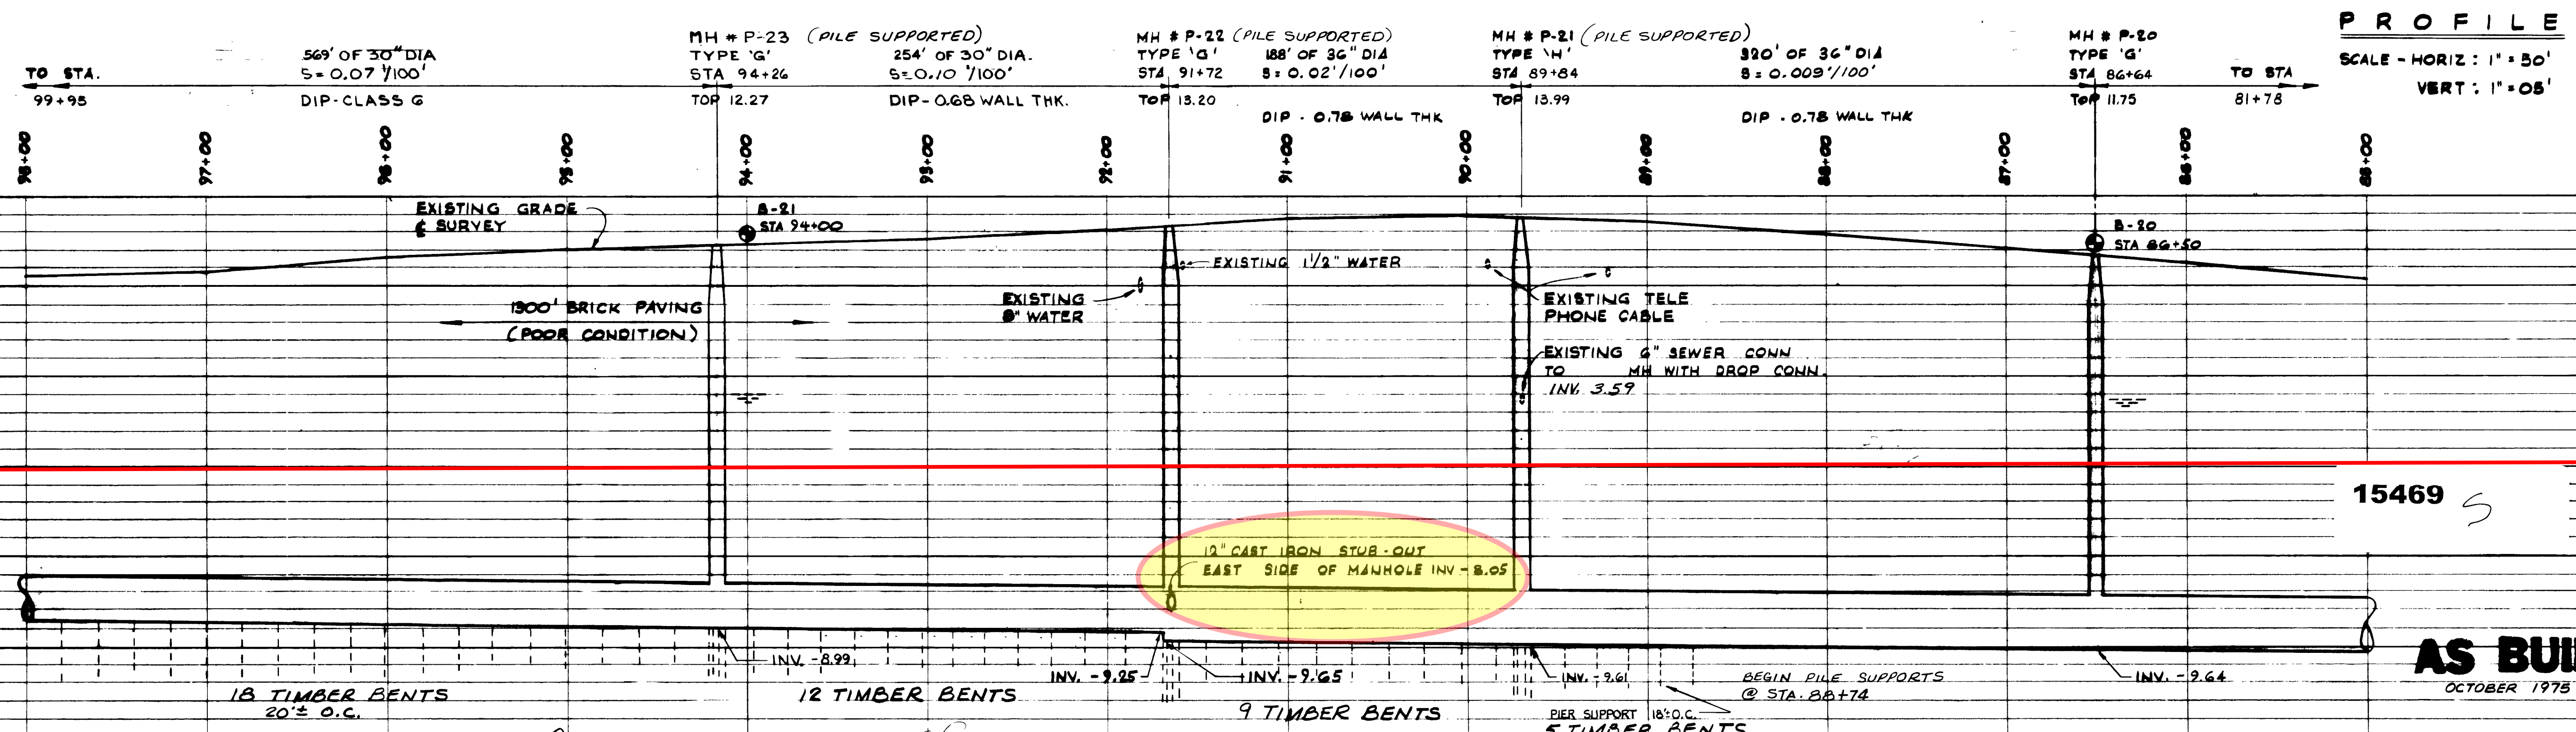 PROFILE
SCALE - HORIZ : 1" = 50'
VERT : 1" = 05'
TO STA.
99+95
569' OF 30" DIA
S = 0.07 '/100'
DIP-CLASS G
MH # P-23 (PILE SUPPORTED)
TYPE 'G'
STA 94+26
TOP 12.27
254' OF 30" DIA.
S = 0.10 '/100'
DIP - 0.68 WALL THK.
MH # P-22 (PILE SUPPORTED)
TYPE 'G'
STA 91+72
TOP 13.20
188' OF 36" DIA
S = 0.02'/100'
DIP - 0.78 WALL THK
MH # P-21 (PILE SUPPORTED)
TYPE 'H'
STA 89+84
TOP 13.99
320' OF 36" DIA
S = 0.009'/100'
DIP - 0.78 WALL THK
MH # P-20
TYPE 'G'
STA 86+64
TOP 11.75
TO STA
81+78
98+00
97+00
96+00
95+00
94+00
93+00
92+00
91+00
90+00
89+00
88+00
87+00
86+00
85+00
EXISTING GRADE
℄ SURVEY
B-21
STA 94+00
B-20
STA 86+50
1300' BRICK PAVING
(POOR CONDITION)
EXISTING
8" WATER
EXISTING 1 1/2" WATER
EXISTING TELE
PHONE CABLE
EXISTING 6" SEWER CONN
TO MH WITH DROP CONN.
INV. 3.59
15469 S
12" CAST IRON STUB-OUT
EAST SIDE OF MANHOLE INV - 8.05
INV. -8.99
INV. -9.25
INV. -9.65
INV. -9.61
INV. -9.64
18 TIMBER BENTS
20'± O.C.
12 TIMBER BENTS
9 TIMBER BENTS
BEGIN PILE SUPPORTS
@ STA. 88+74
PIER SUPPORT 18'± O.C.
5 TIMBER BENTS
AS BUI
OCTOBER 1975